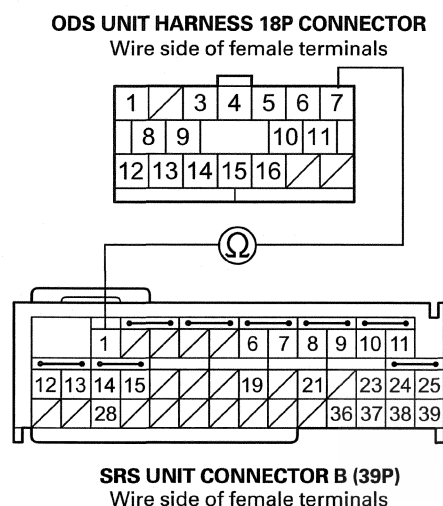 ODS UNIT HARNESS 18P CONNECTOR
Wire side of female terminals
1 3 4 5 6 7
8 9 10 11
12 13 14 15 16
Ω
1 6 7 8 9 10 11
12 13 14 15 19 21 23 24 25
28 36 37 38 39
SRS UNIT CONNECTOR B (39P)
Wire side of female terminals